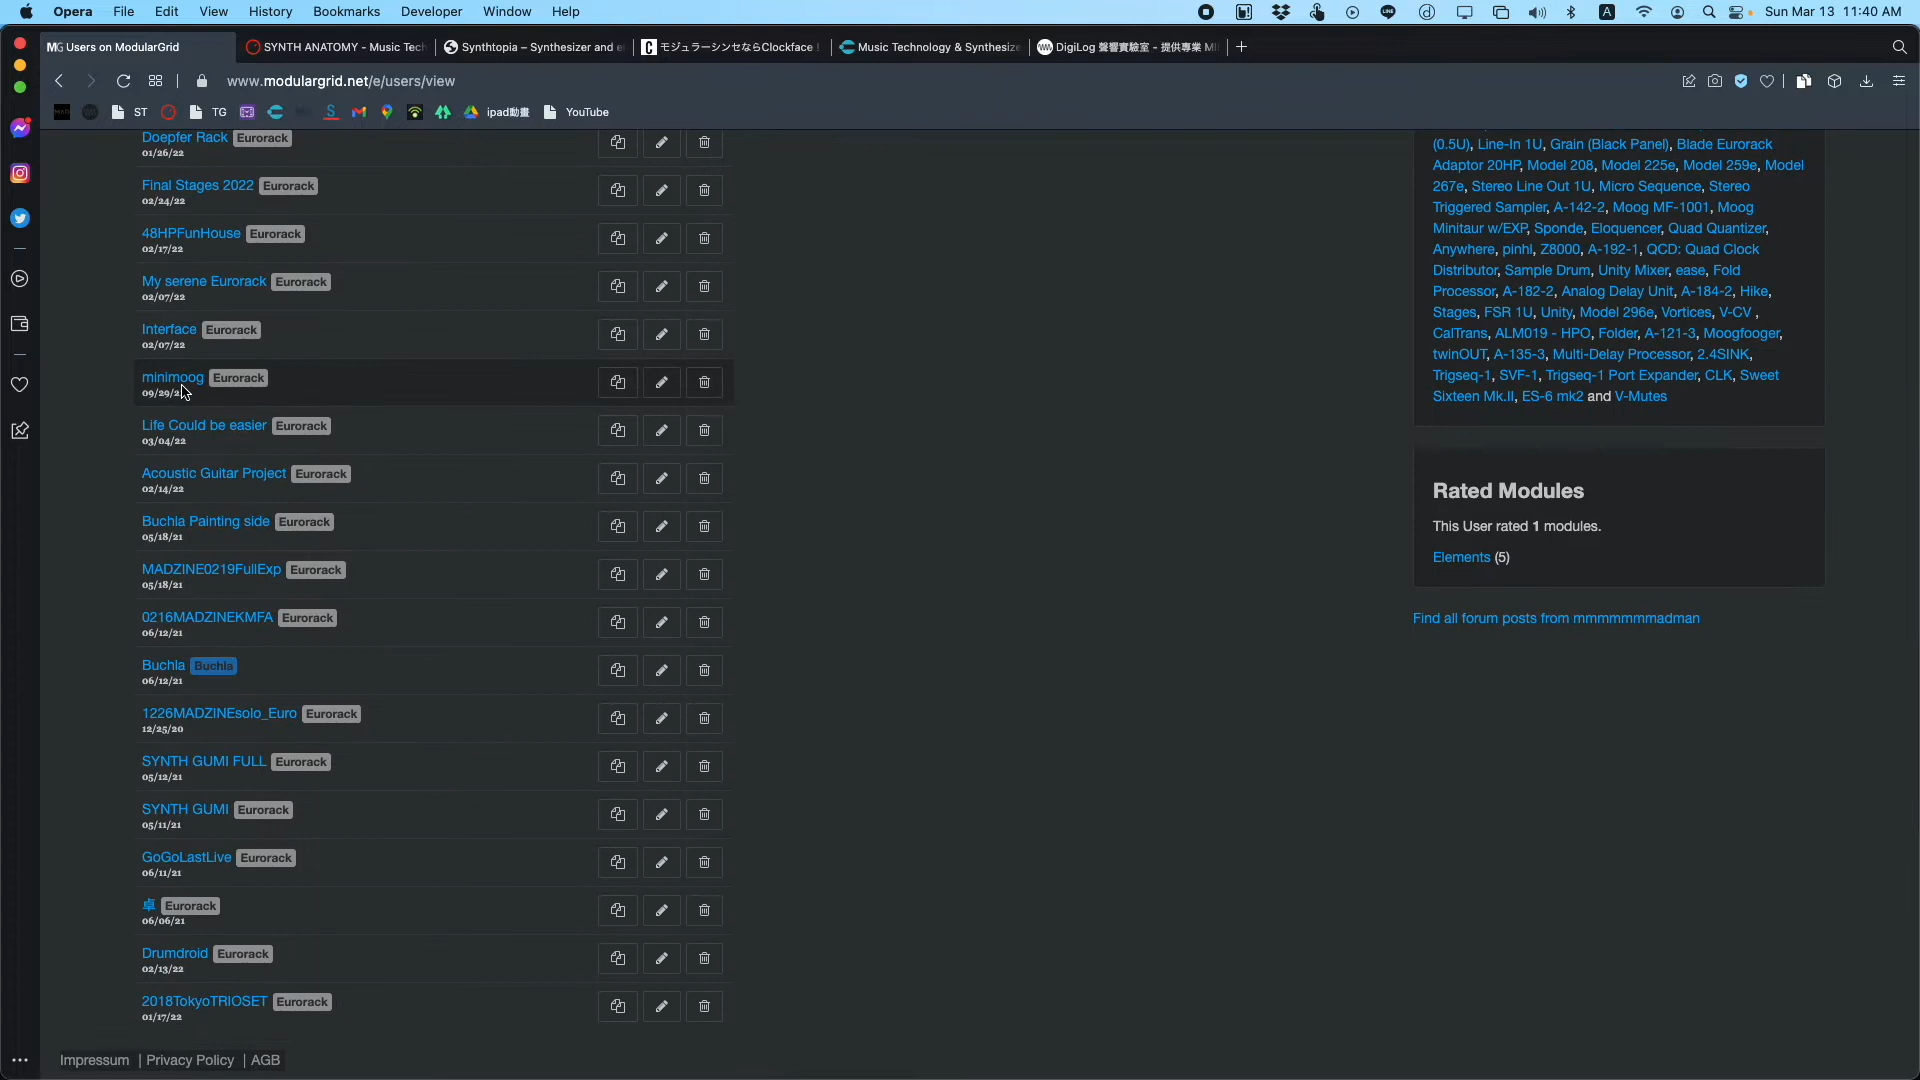 Opera File Edit View History Bookmarks Developer Window Help A Sun Mar 13 11:40 AM
MG Users on ModularGrid SYNTH ANATOMY - Music Tech Synthtopia – Synthesizer and e モジュラーシンセならClockface ! Music Technology & Synthesize DigiLog 聲響實驗室 - 提供專業 MI
www.modulargrid.net/e/users/view
ST TG ipad動畫 YouTube
Doepfer Rack Eurorack
01/26/22
Final Stages 2022 Eurorack
02/24/22
48HPFunHouse Eurorack
02/17/22
My serene Eurorack Eurorack
02/07/22
Interface Eurorack
02/07/22
minimoog Eurorack
09/29/2
Life Could be easier Eurorack
03/04/22
Acoustic Guitar Project Eurorack
02/14/22
Buchla Painting side Eurorack
05/18/21
MADZINE0219FullExp Eurorack
05/18/21
0216MADZINEKMFA Eurorack
06/12/21
Buchla Buchla
06/12/21
1226MADZINEsolo_Euro Eurorack
12/25/20
SYNTH GUMI FULL Eurorack
05/12/21
SYNTH GUMI Eurorack
05/11/21
GoGoLastLive Eurorack
06/11/21
卓 Eurorack
06/06/21
Drumdroid Eurorack
02/13/22
2018TokyoTRIOSET Eurorack
01/17/22
(0.5U), Line-In 1U, Grain (Black Panel), Blade Eurorack
Adaptor 20HP, Model 208, Model 225e, Model 259e, Model
267e, Stereo Line Out 1U, Micro Sequence, Stereo
Triggered Sampler, A-142-2, Moog MF-1001, Moog
Minitaur w/EXP, Sponde, Eloquencer, Quad Quantizer,
Anywhere, pinhl, Z8000, A-192-1, QCD: Quad Clock
Distributor, Sample Drum, Unity Mixer, ease, Fold
Processor, A-182-2, Analog Delay Unit, A-184-2, Hike,
Stages, FSR 1U, Unity, Model 296e, Vortices, V-CV ,
CalTrans, ALM019 - HPO, Folder, A-121-3, Moogfooger,
twinOUT, A-135-3, Multi-Delay Processor, 2.4SINK,
Trigseq-1, SVF-1, Trigseq-1 Port Expander, CLK, Sweet
Sixteen Mk.II, ES-6 mk2 and V-Mutes
Rated Modules
This User rated 1 modules.
Elements (5)
Find all forum posts from mmmmmmmadman
Impressum | Privacy Policy | AGB